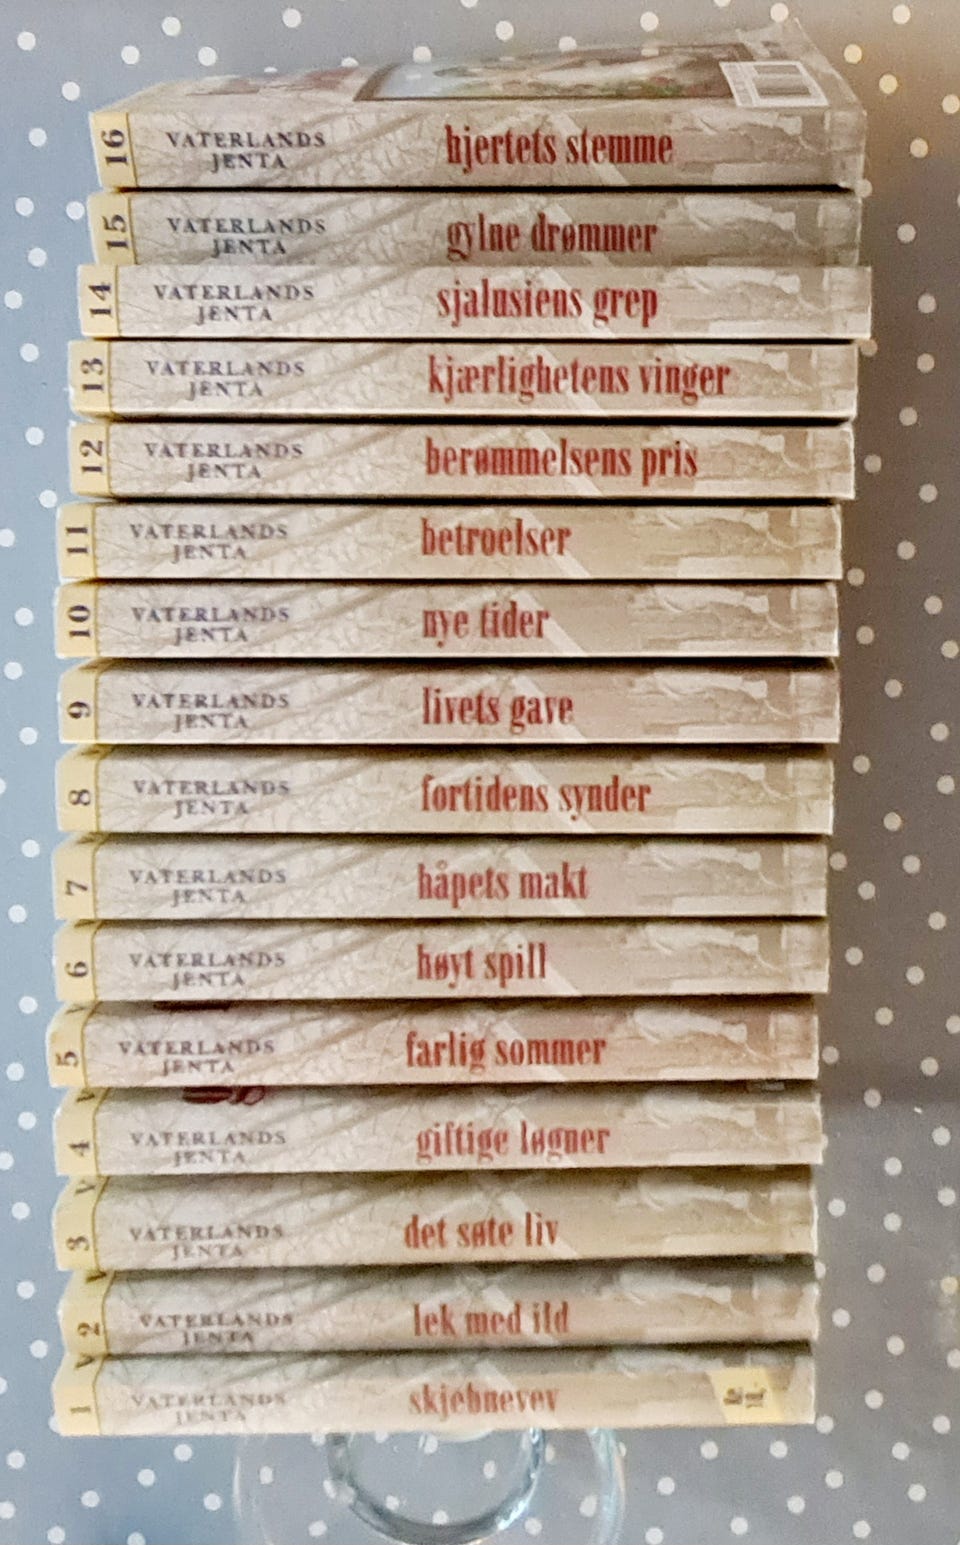 16
VATERLANDS
JENTA
hjertets stemme
15
VATERLANDS
JENTA
gylne drømmer
14
VATERLANDS
JENTA
sjalusiens grep
13
VATERLANDS
JENTA
kjærlighetens vinger
12
VATERLANDS
JENTA
berømmelsens pris
11
VATERLANDS
JENTA
betroelser
10
VATERLANDS
JENTA
nye tider
9
VATERLANDS
JENTA
livets gave
8
VATERLANDS
JENTA
fortidens synder
7
VATERLANDS
JENTA
håpets makt
6
VATERLANDS
JENTA
høyt spill
5
VATERLANDS
JENTA
farlig sommer
4
VATERLANDS
JENTA
giftige løgner
3
VATERLANDS
JENTA
det søte liv
2
VATERLANDS
JENTA
lek med ild
1
VATERLANDS
JENTA
skjebnevev